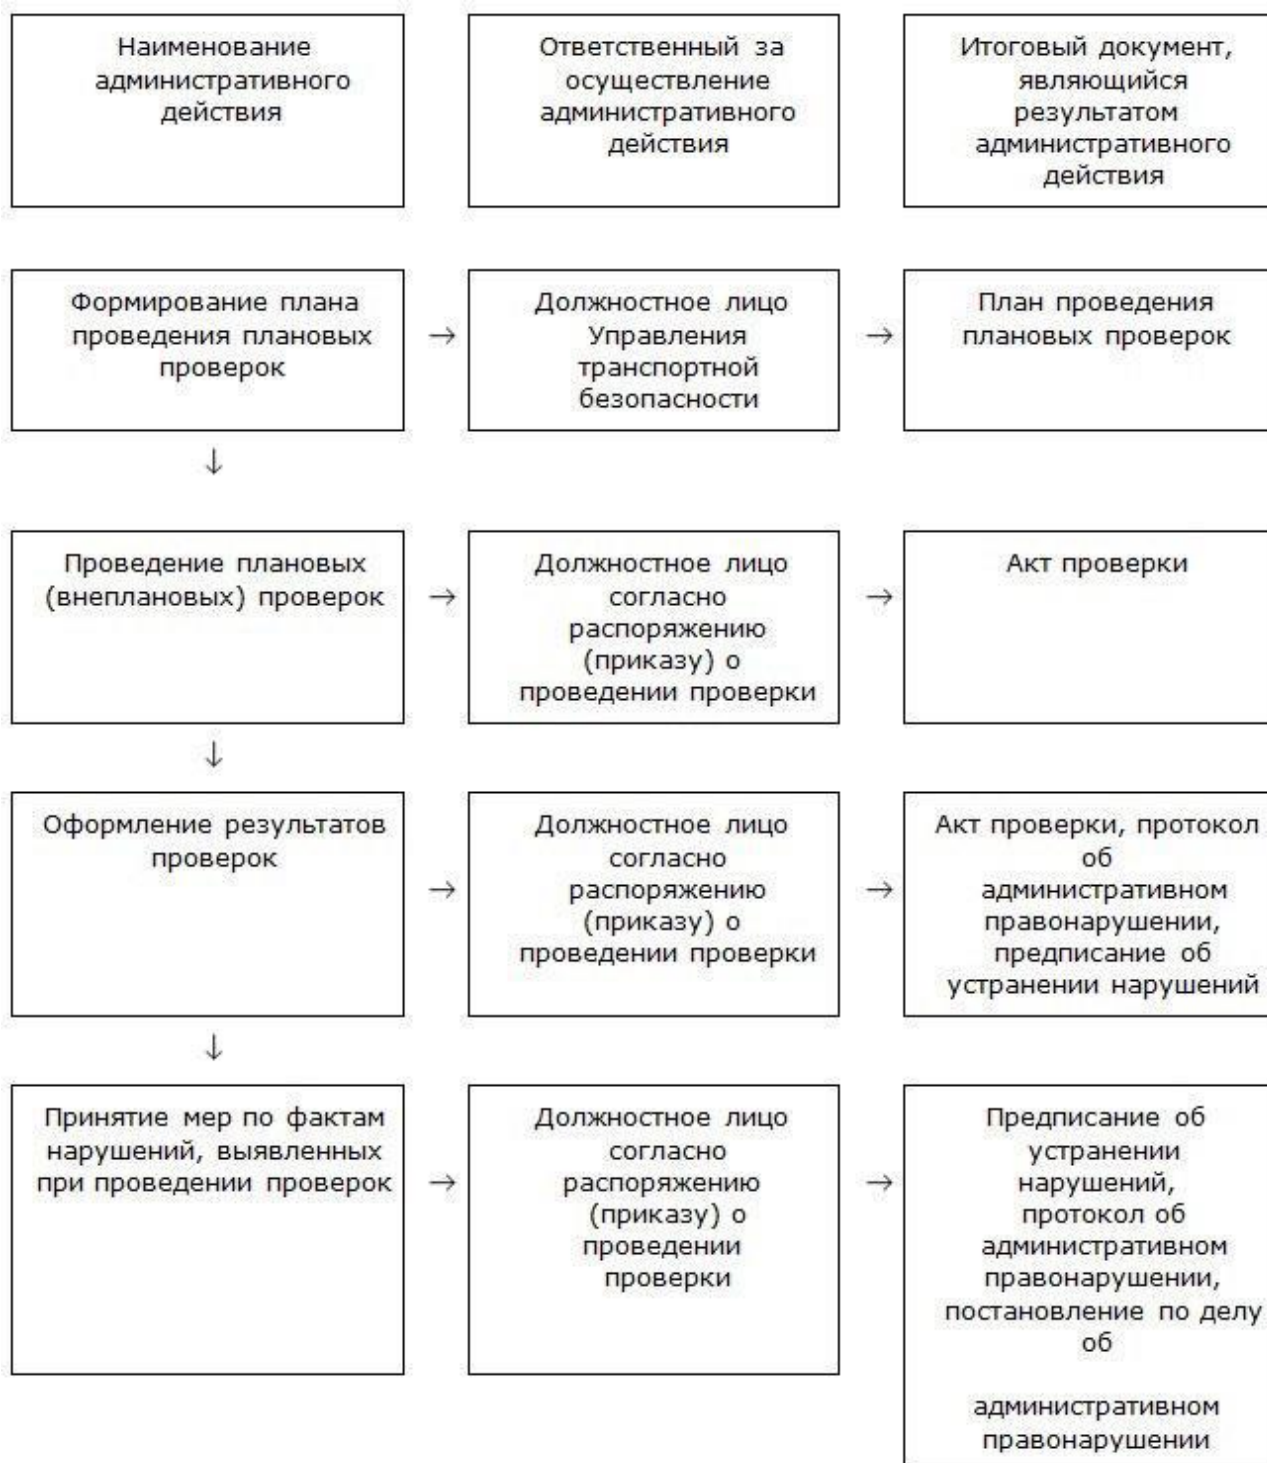 Наименование
административного
действия
Ответственный за
осуществление
административного
действия
Итоговый документ,
являющийся
результатом
административного
действия
Формирование плана
проведения плановых
проверок
→
Должностное лицо
Управления
транспортной
безопасности
→
План проведения
плановых проверок
↓
Проведение плановых
(внеплановых) проверок
→
Должностное лицо
согласно
распоряжению
(приказу) о
проведении проверки
→
Акт проверки
↓
Оформление результатов
проверок
→
Должностное лицо
согласно
распоряжению
(приказу) о
проведении проверки
→
Акт проверки, протокол
об
административном
правонарушении,
предписание об
устранении нарушений
↓
Принятие мер по фактам
нарушений, выявленных
при проведении проверок
→
Должностное лицо
согласно
распоряжению
(приказу) о
проведении
проверки
→
Предписание об
устранении
нарушений,
протокол об
административном
правонарушении,
постановление по делу
об
административном
правонарушении